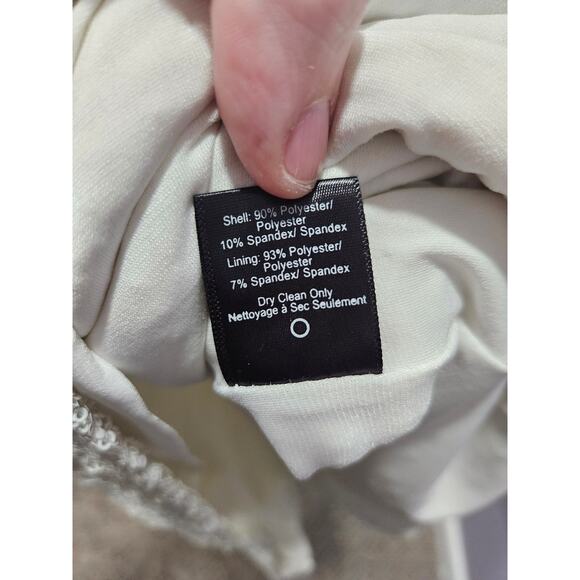 Shell: 90% Polyester/
Polyester
10% Spandex/ Spandex
Lining: 93% Polyester/
Polyester
7% Spandex/ Spandex
Dry Clean Only
Nettoyage à Sec Seulement